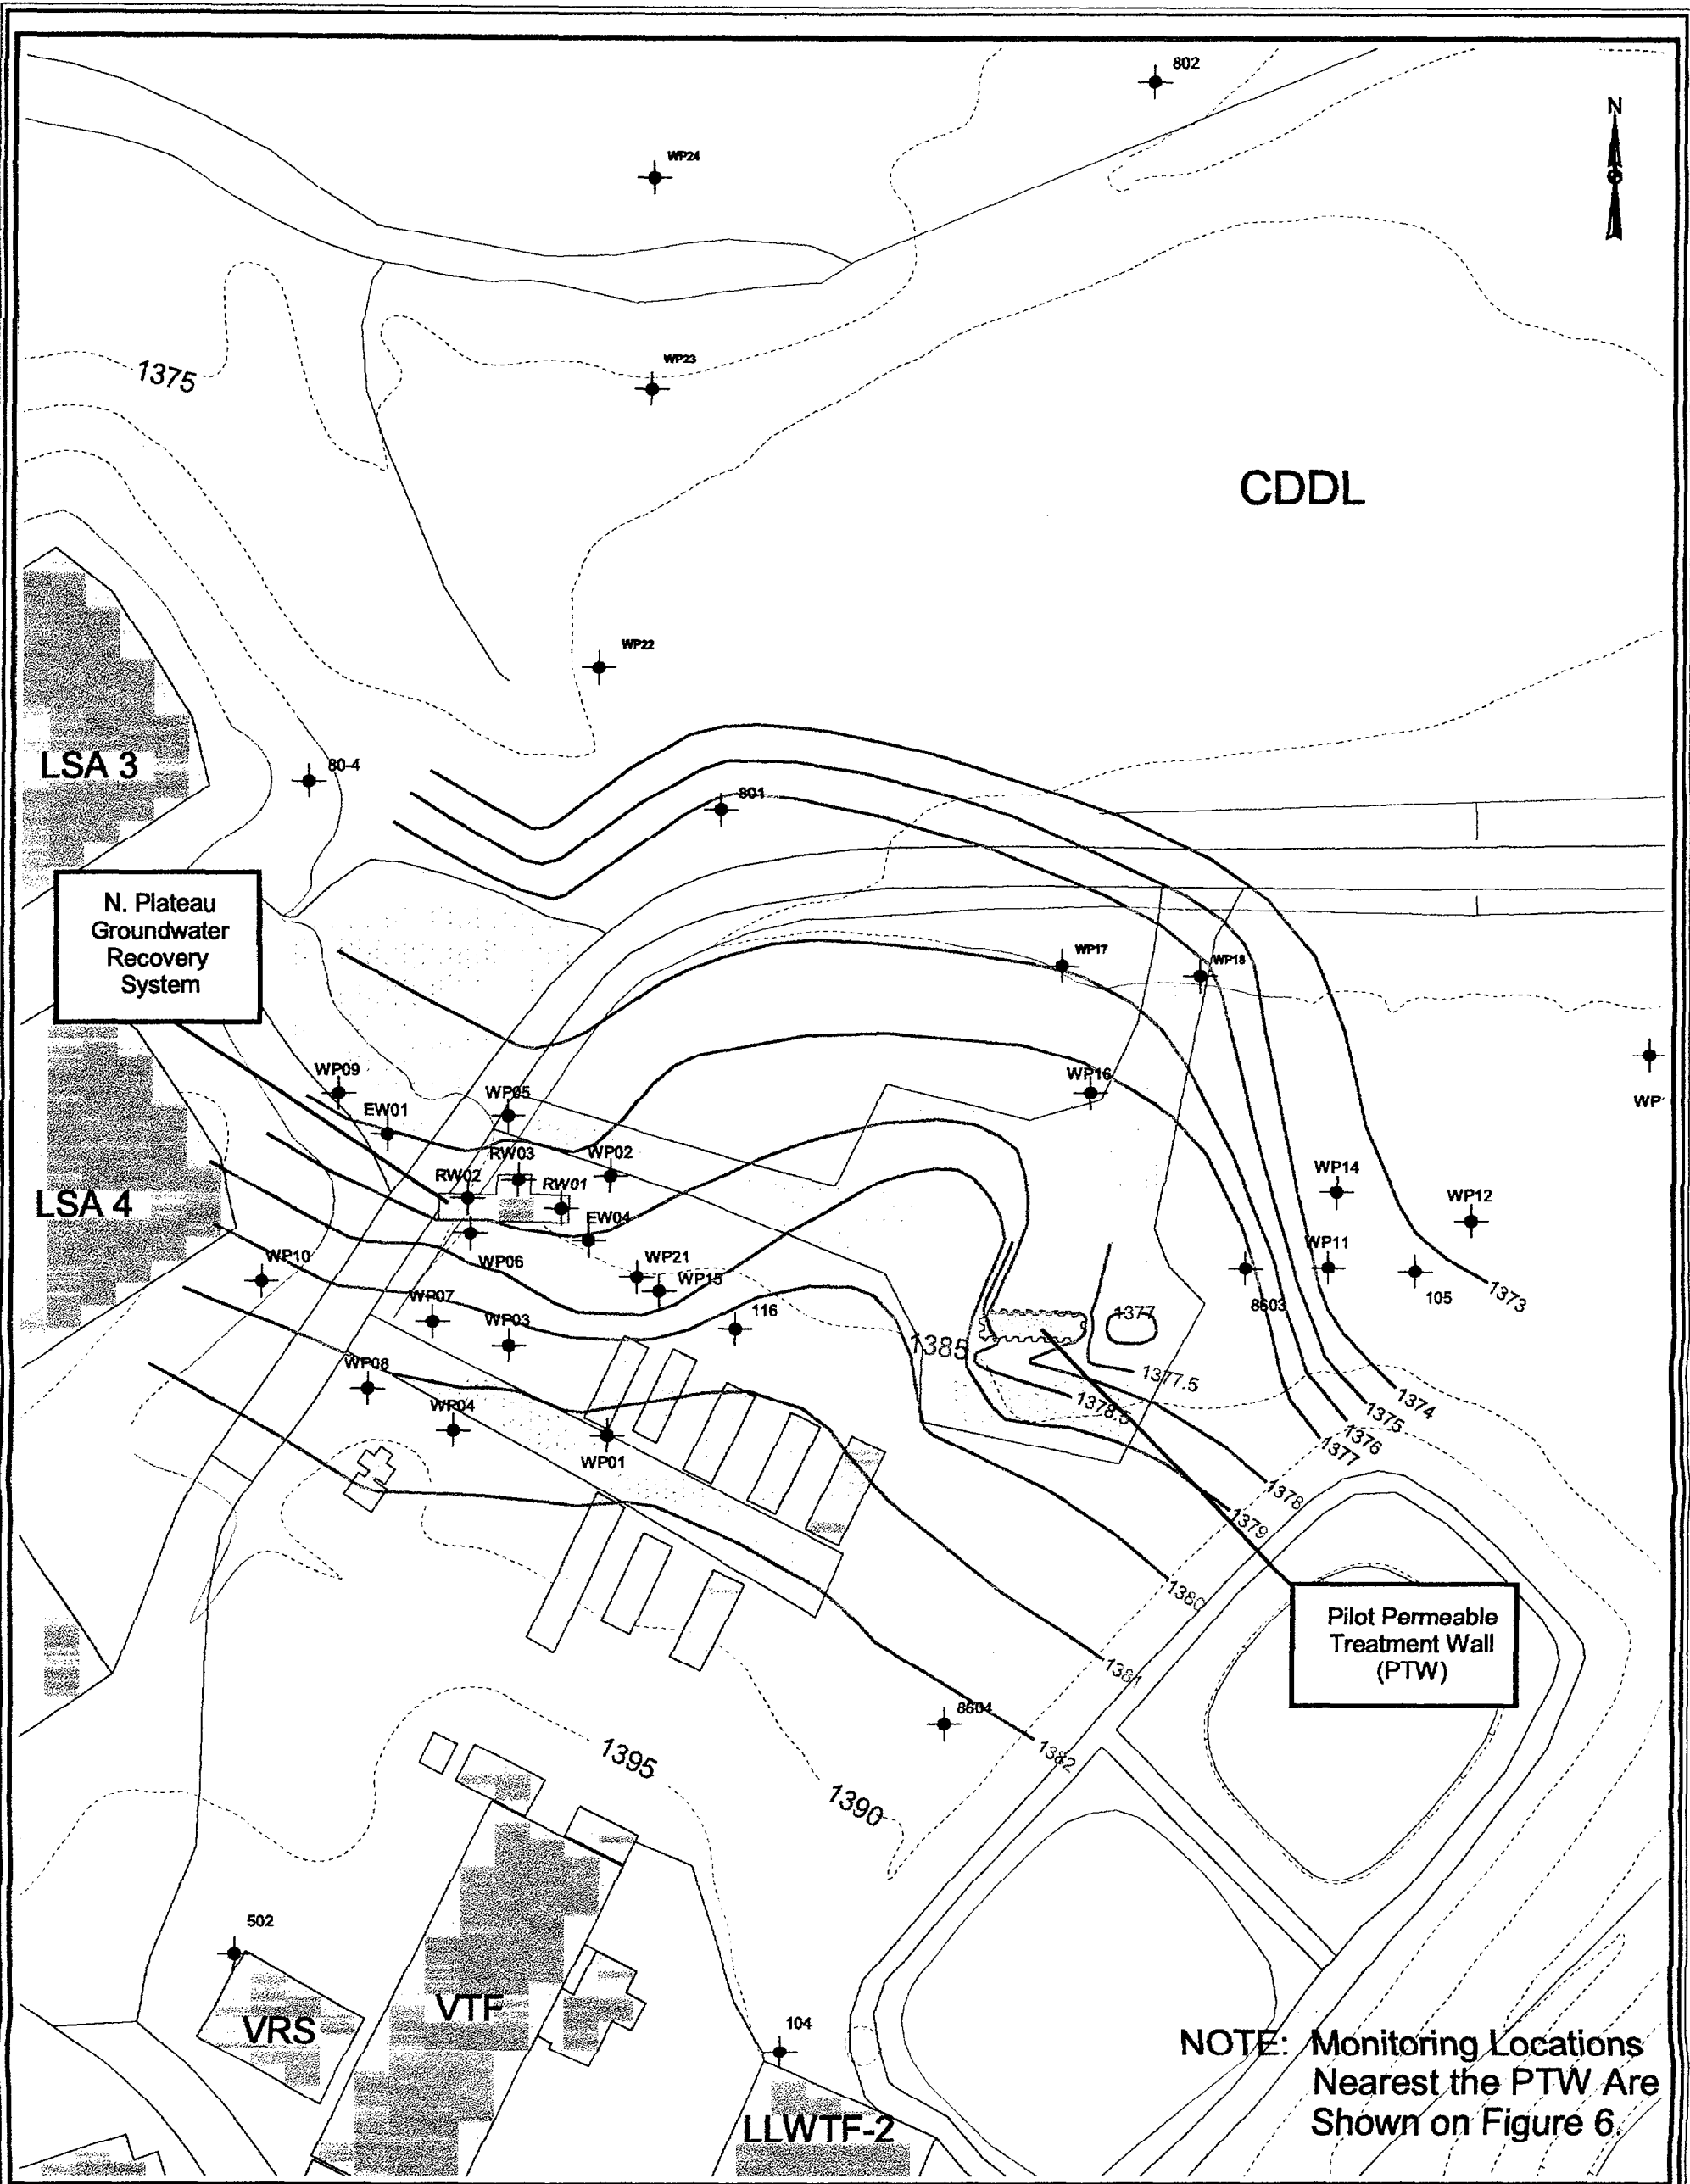 802
N
WP24
WP23
1375
CDDL
WP22
LSA 3
80-4
801
N. Plateau
Groundwater
Recovery
System
WP17
WP18
WP09
WP05
WP16
EW01
WP
WP02
RW03
RW02
RW01
WP14
WP12
LSA 4
EW04
WP10
WP06
WP21
WP11
WP15
WP07
8603
105
1373
WP03
116
1377
1385
WP08
1377.5
1378.5
1374
WP04
1375
1376
WP01
1377
1378
1379
1380
Pilot Permeable
Treatment Wall
(PTW)
1381
8604
1382
1395
1390
502
VTF
VRS
104
NOTE: Monitoring Locations
Nearest the PTW Are
Shown on Figure 6.
LLWTF-2